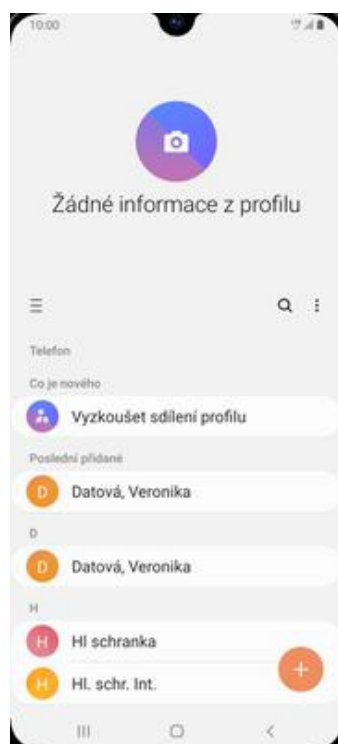 10:00
Žádné informace z profilu
Telefon
Co je nového
Vyzkoušet sdílení profilu
Poslední přidané
D
Datová, Veronika
D
D
Datová, Veronika
H
H
Hl schranka
H
Hl. schr. Int.